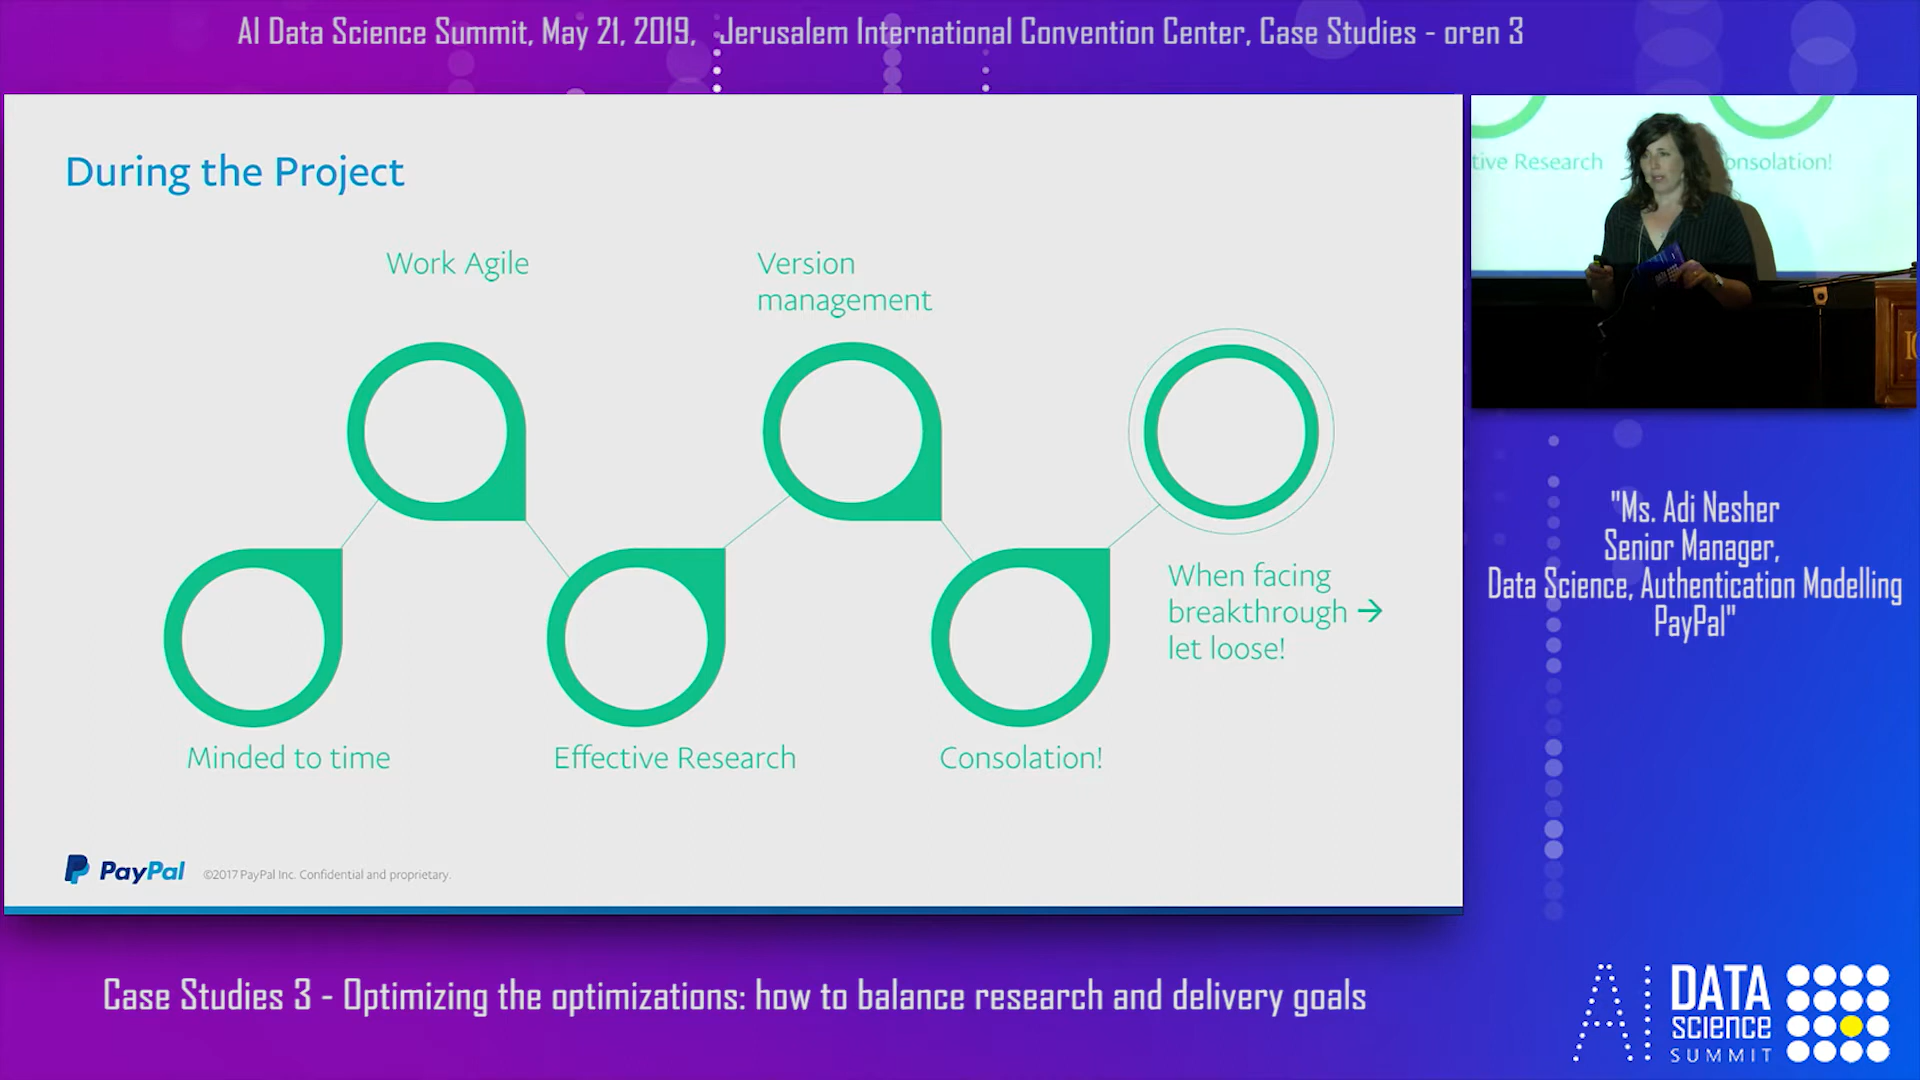 AI Data Science Summit, May 21, 2019, Jerusalem International Convention Center, Case Studies - oren 3
During the Project
Work Agile
Version
management
When facing
breakthrough →
let loose!
Minded to time
Effective Research
Consolation!
PayPal
©2017 PayPal Inc. Confidential and proprietary.
tive Research
onsolation!
"Ms. Adi Nesher
Senior Manager,
Data Science, Authentication Modelling
PayPal"
Case Studies 3 - Optimizing the optimizations: how to balance research and delivery goals
AI DATA
SCIENCE
SUMMIT